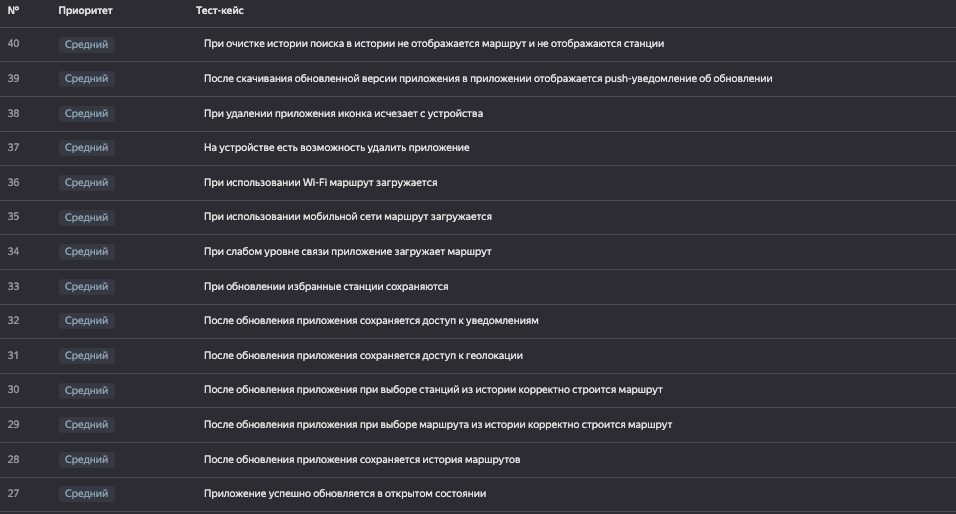 № Приоритет Тест-кейс
40 Средний При очистке истории поиска в истории не отображается маршрут и не отображаются станции
39 Средний После скачивания обновленной версии приложения в приложении отображается push-уведомление об обновлении
38 Средний При удалении приложения иконка исчезает с устройства
37 Средний На устройстве есть возможность удалить приложение
36 Средний При использовании Wi-Fi маршрут загружается
35 Средний При использовании мобильной сети маршрут загружается
34 Средний При слабом уровне связи приложение загружает маршрут
33 Средний При обновлении избранные станции сохраняются
32 Средний После обновления приложения сохраняется доступ к уведомлениям
31 Средний После обновления приложения сохраняется доступ к геолокации
30 Средний После обновления приложения при выборе станций из истории корректно строится маршрут
29 Средний После обновления приложения при выборе маршрута из истории корректно строится маршрут
28 Средний После обновления приложения сохраняется история маршрутов
27 Средний Приложение успешно обновляется в открытом состоянии